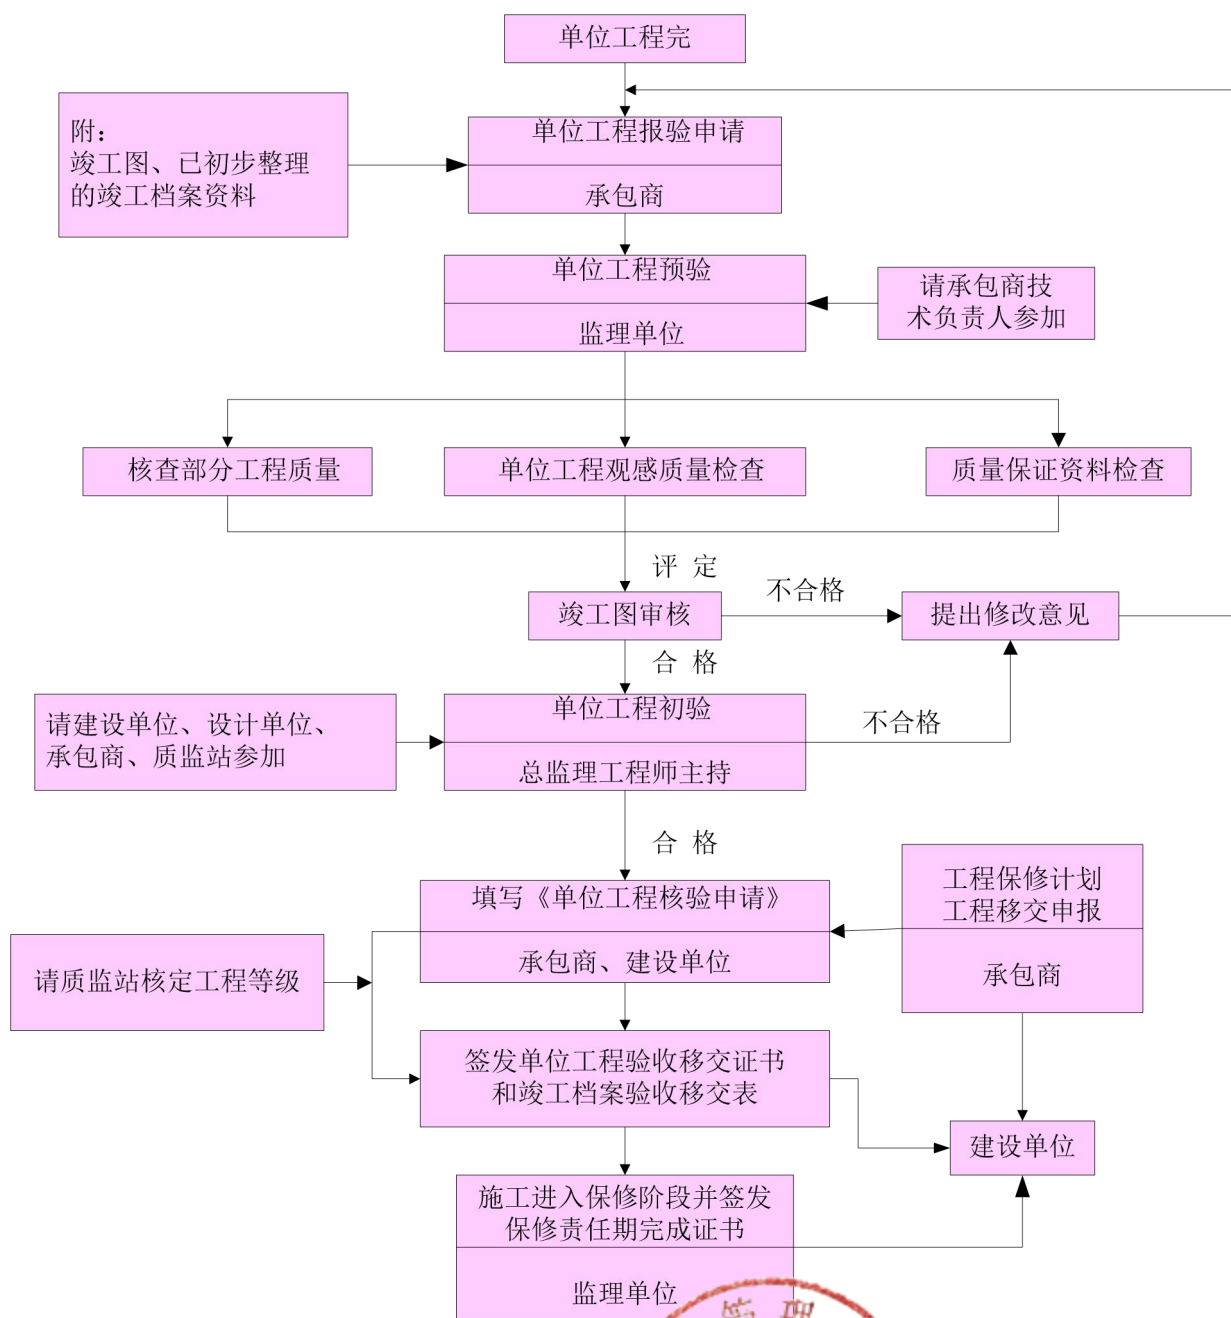 单位工程完
附：
竣工图、己初步整理
的竣工档案资料
单位工程报验申请
承包商
单位工程预验
监理单位
请承包商技
术负责人参加
核查部分工程质量
单位工程观感质量检查
质量保证资料检查
评 定
竣工图审核
不合格
提出修改意见
合 格
请建设单位、设计单位、
承包商、质监站参加
单位工程初验
总监理工程师主持
不合格
合 格
填写《单位工程核验申请》
承包商、建设单位
工程保修计划
工程移交申报
承包商
请质监站核定工程等级
签发单位工程验收移交证书
和竣工档案验收移交表
建设单位
施工进入保修阶段并签发
保修责任期完成证书
监理单位